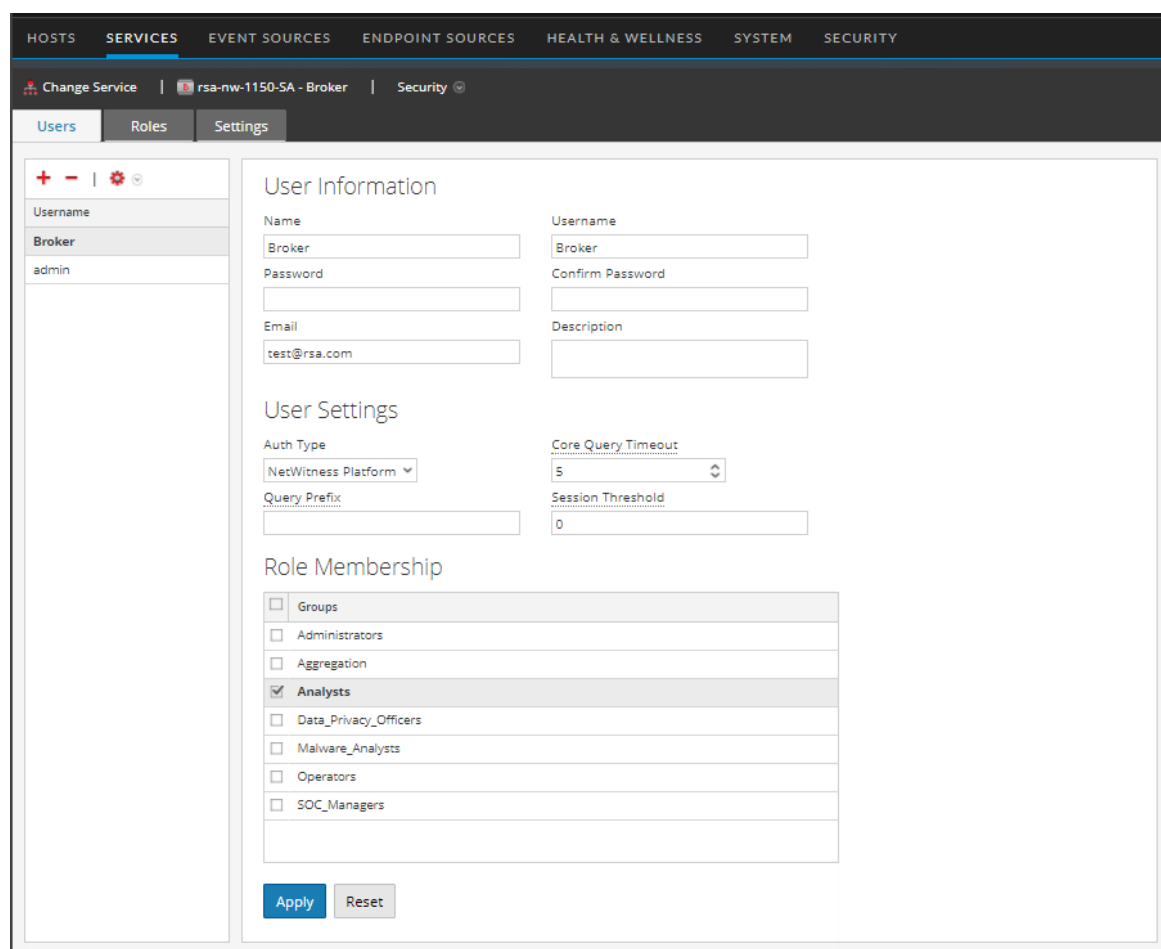 HOSTS SERVICES EVENT SOURCES ENDPOINT SOURCES HEALTH & WELLNESS SYSTEM SECURITY
Change Service | rsa-nw-1150-SA - Broker | Security
Users Roles Settings
Username
Broker
admin
User Information
Name Username
Broker Broker
Password Confirm Password
Email Description
test@rsa.com
User Settings
Auth Type Core Query Timeout
NetWitness Platform 5
Query Prefix Session Threshold
0
Role Membership
Groups
Administrators
Aggregation
Analysts
Data_Privacy_Officers
Malware_Analysts
Operators
SOC_Managers
Apply Reset